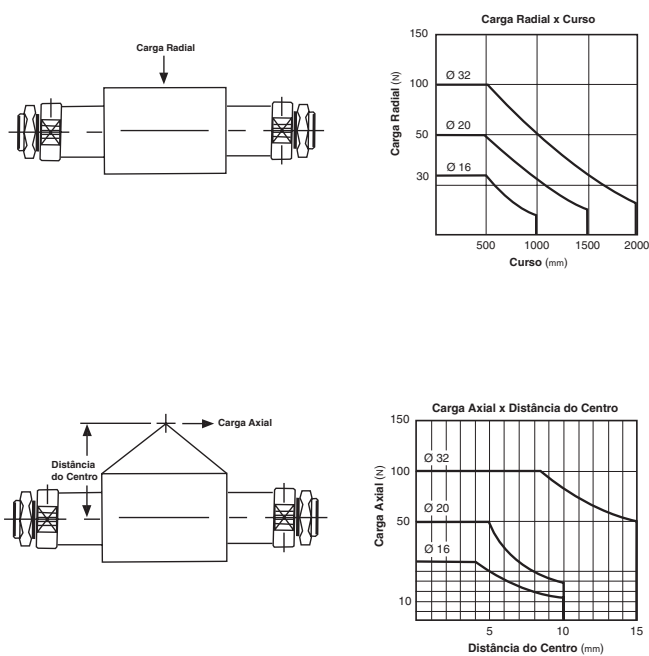 Carga Radial
Carga Radial x Curso
150
100
50
30
Carga Radial (N)
Ø 32
Ø 20
Ø 16
500 1000 1500 2000
Curso (mm)
Carga Axial
Distância
do Centro
Carga Axial x Distância do Centro
150
100
50
10
Carga Axial (N)
Ø 32
Ø 20
Ø 16
5 10 15
Distância do Centro (mm)